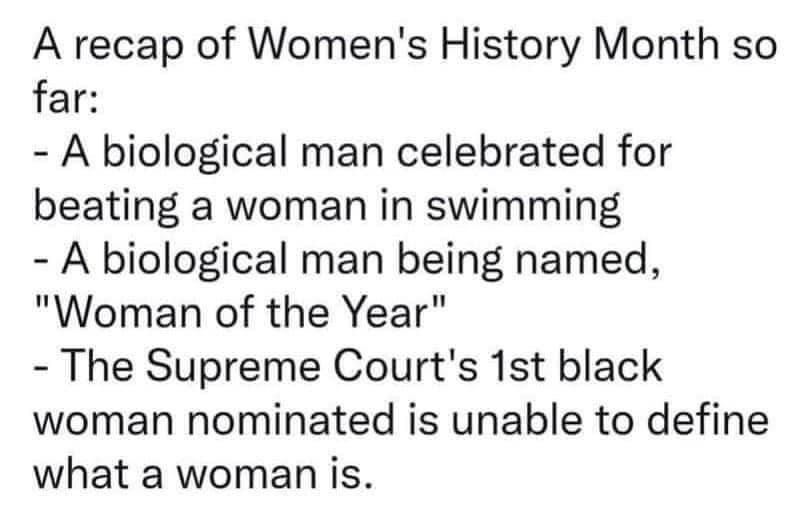 A recap of Women's History Month so
far:
- A biological man celebrated for
beating a woman in swimming
- A biological man being named,
"Woman of the Year"
- The Supreme Court's 1st black
woman nominated is unable to define
what a woman is.